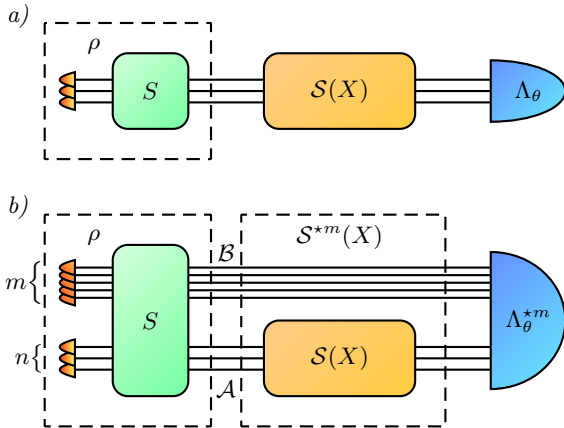 a)
ρ
S
𝒮(X)
Λ_θ
b)
ρ
ℬ
𝒮^{⋆m}(X)
m{
S
Λ_θ^{⋆m}
n{
𝒮(X)
𝒜